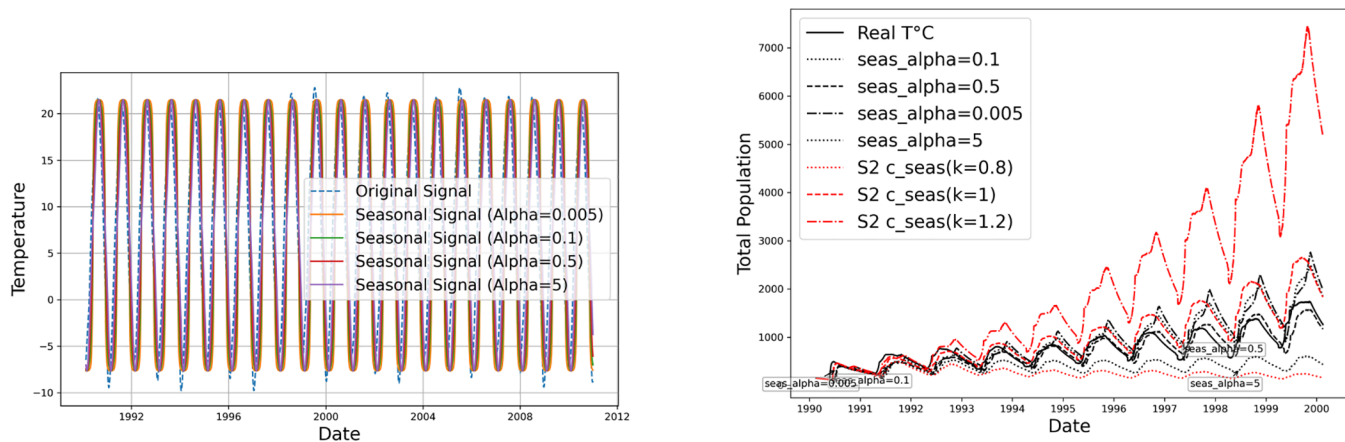 Temperature
20
15
10
5
0
−5
−10
Original Signal
Seasonal Signal (Alpha=0.005)
Seasonal Signal (Alpha=0.1)
Seasonal Signal (Alpha=0.5)
Seasonal Signal (Alpha=5)
1992 1996 2000 2004 2008 2012
Date
Total Population
7000
6000
5000
4000
3000
2000
1000
Real T°C
seas_alpha=0.1
seas_alpha=0.5
seas_alpha=0.005
seas_alpha=5
S2 c_seas(k=0.8)
S2 c_seas(k=1)
S2 c_seas(k=1.2)
seas_alpha=0.5
seas_alpha=0.005
seas_alpha=0.1
seas_alpha=5
1990 1991 1992 1993 1994 1995 1996 1997 1998 1999 2000
Date